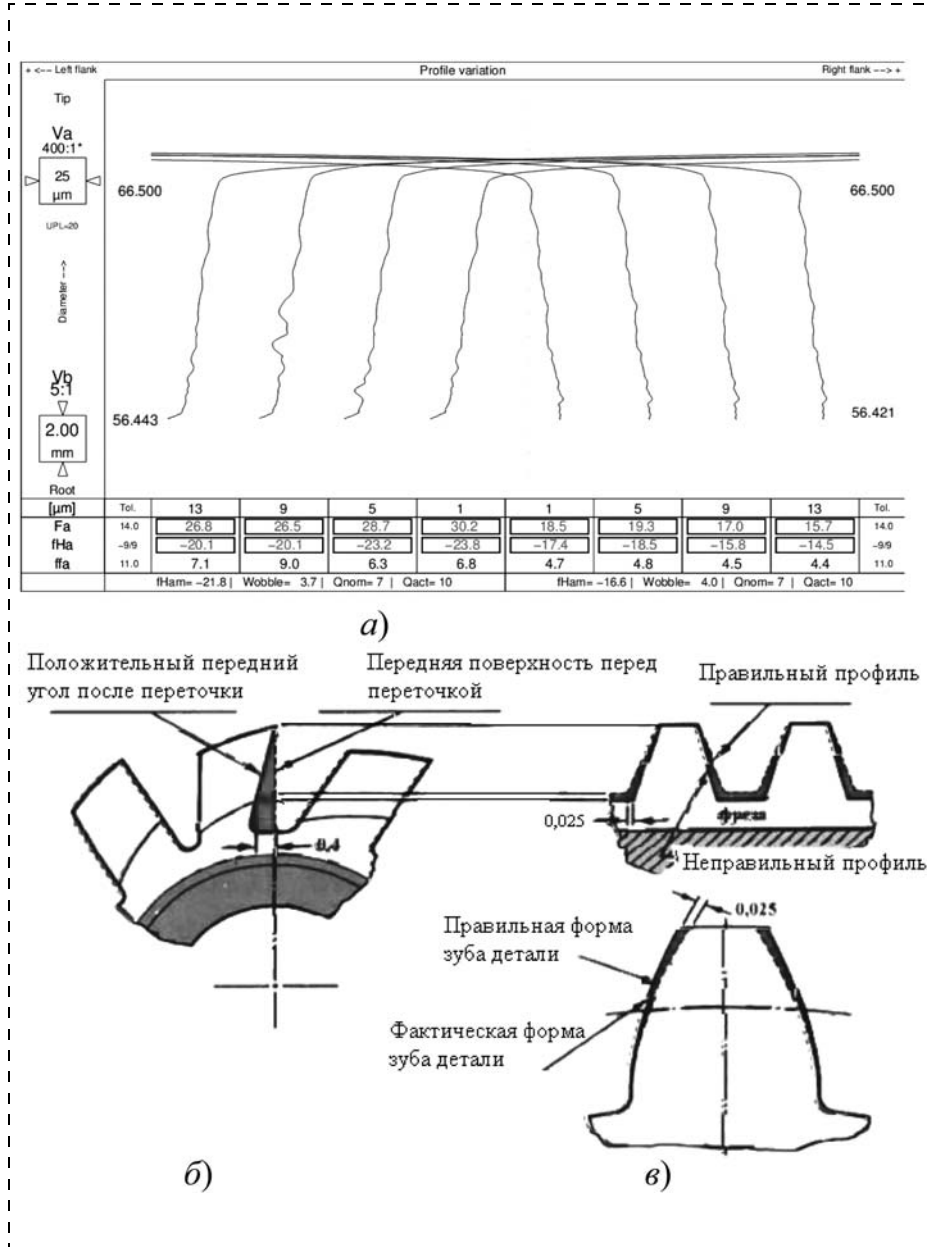 + <-- Left flank Profile variation Right flank --> +
Tip
Va
400:1*
25
µm
66.500 66.500
UPL=20
Diameter -->
Vb
5:1
2.00
mm
56.443 56.421
Root
[µm] Tol. 13 9 5 1 1 5 9 13 Tol.
Fa 14.0 26.8 26.5 28.7 30.2 18.5 19.3 17.0 15.7 14.0
fHa -9/9 -20.1 -20.1 -23.2 -23.8 -17.4 -18.5 -15.8 -14.5 -9/9
ffa 11.0 7.1 9.0 6.3 6.8 4.7 4.8 4.5 4.4 11.0
fHam= -21.8 | Wobble= 3.7 | Qnom= 7 | Qact= 10 fHam= -16.6 | Wobble= 4.0 | Qnom= 7 | Qact= 10
а)
Положительный передний
угол после переточки
Передняя поверхность перед
переточкой
Правильный профиль
0,025
фреза
0,4
Неправильный профиль
0,025
Правильная форма
зуба детали
Фактическая форма
зуба детали
б) в)